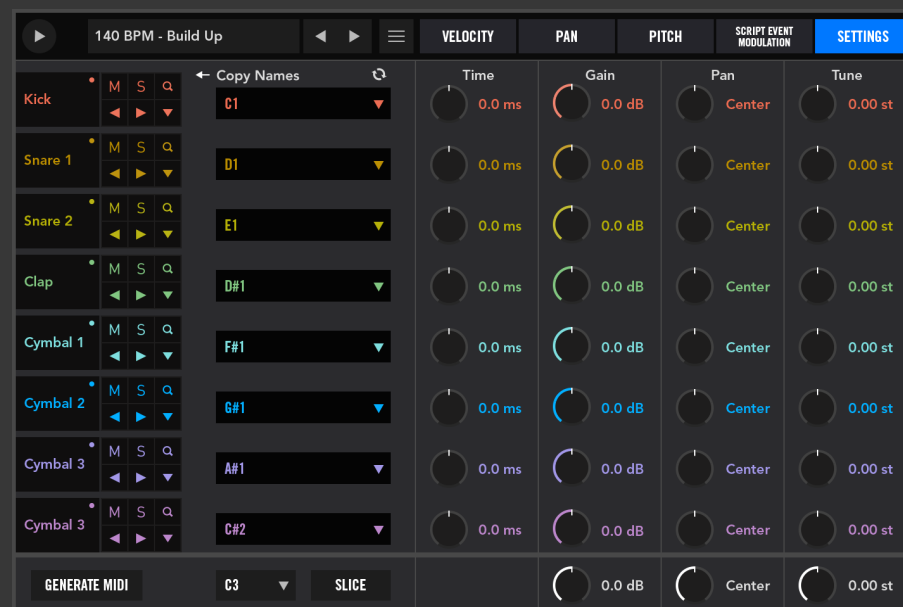 140 BPM - Build Up VELOCITY PAN PITCH SCRIPT EVENT MODULATION SETTINGS
Copy Names Time Gain Pan Tune
Kick M S C1 0.0 ms 0.0 dB Center 0.00 st
Snare 1 M S D1 0.0 ms 0.0 dB Center 0.00 st
Snare 2 M S E1 0.0 ms 0.0 dB Center 0.00 st
Clap M S D#1 0.0 ms 0.0 dB Center 0.00 st
Cymbal 1 M S F#1 0.0 ms 0.0 dB Center 0.00 st
Cymbal 2 M S G#1 0.0 ms 0.0 dB Center 0.00 st
Cymbal 3 M S A#1 0.0 ms 0.0 dB Center 0.00 st
Cymbal 3 M S C#2 0.0 ms 0.0 dB Center 0.00 st
GENERATE MIDI C3 SLICE 0.0 dB Center 0.00 st